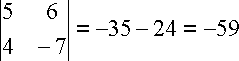 |5 6|
|4 −7| = −35 − 24 = −59